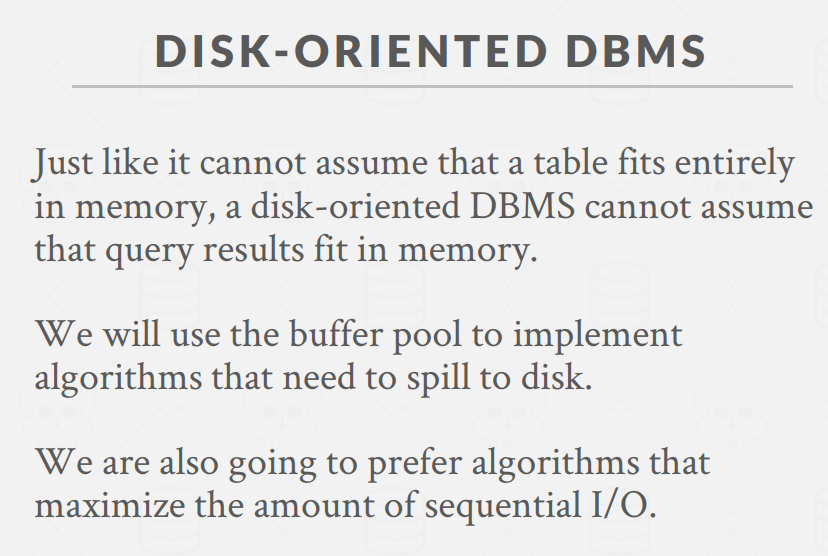 DISK-ORIENTED DBMS
Just like it cannot assume that a table fits entirely
in memory, a disk-oriented DBMS cannot assume
that query results fit in memory.
We will use the buffer pool to implement
algorithms that need to spill to disk.
We are also going to prefer algorithms that
maximize the amount of sequential I/O.